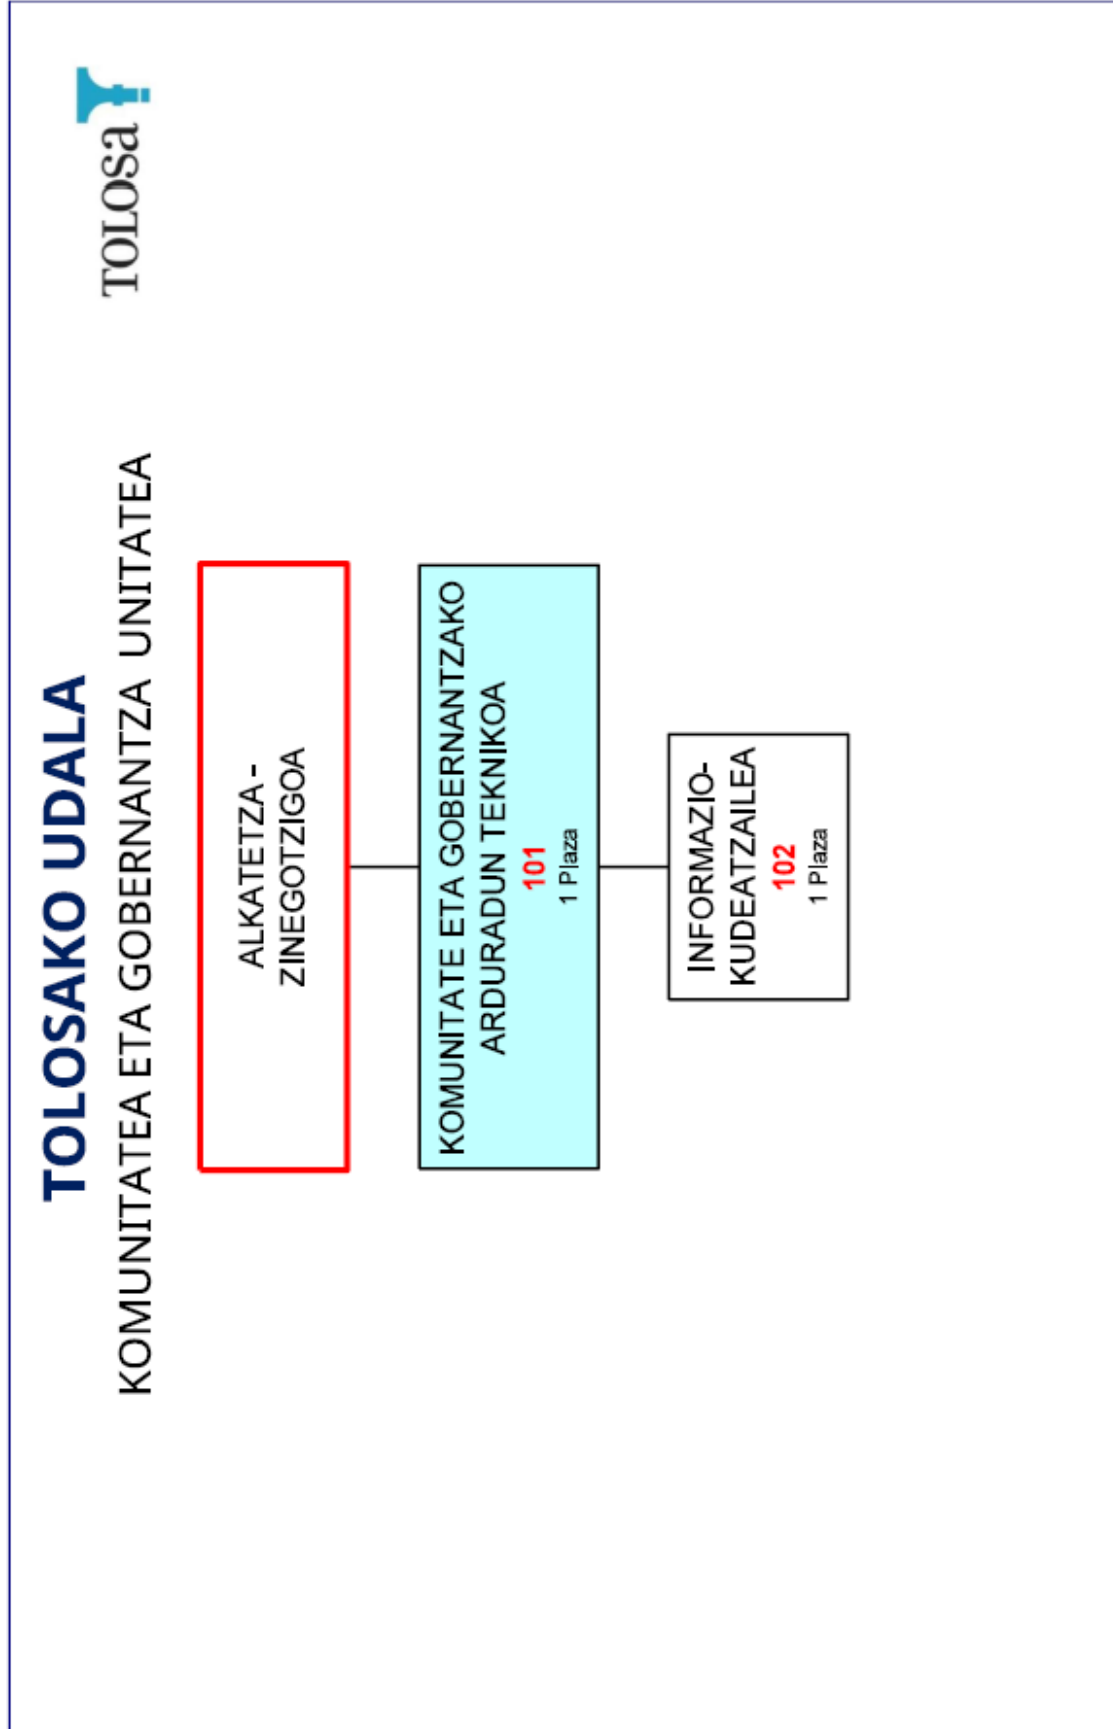 TOLOSAKO UDALA
TOLOSA
KOMUNITATEA ETA GOBERNANTZA UNITATEA
ALKATETZA -
ZINEGOTZIGOA
KOMUNITATE ETA GOBERNANTZAKO
ARDURADUN TEKNIKOA
101
1 Plaza
INFORMAZIO-
KUDEATZAILEA
102
1 Plaza